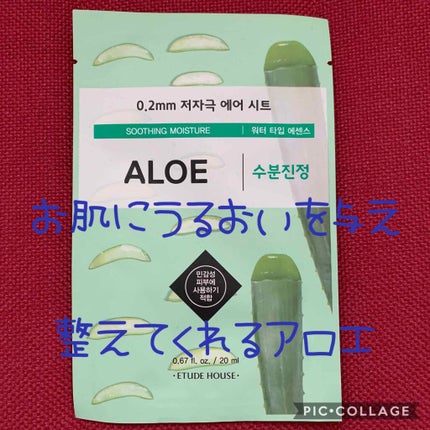 0.2mm 저자극 에어 시트
SOOTHING MOISTURE
워터 타입 에센스
ALOE
수분진정
お肌にうるおいを与え
민감성
피부에
사용하기
적합
整えてくれるアロエ
0.67 fl. oz. / 20 ml
·ETUDE HOUSE·
PIC•COLLAGE